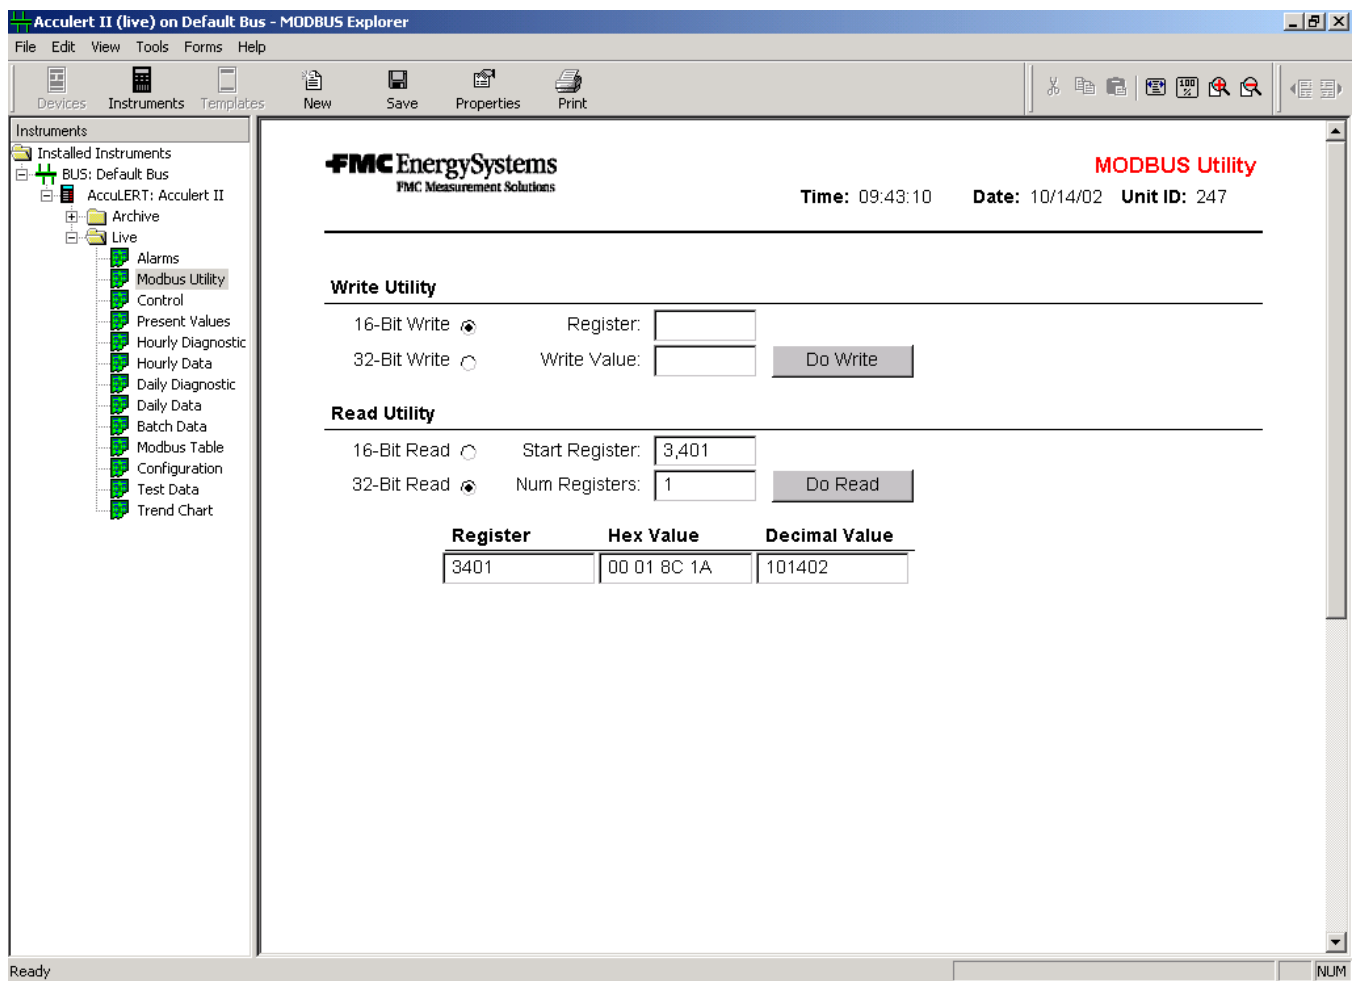 Acculert II (live) on Default Bus - MODBUS Explorer
File Edit View Tools Forms Help
Devices Instruments Templates New Save Properties Print
100 %
Instruments
Installed Instruments
BUS: Default Bus
AccuLERT: Acculert II
Archive
Live
Alarms
Modbus Utility
Control
Present Values
Hourly Diagnostic
Hourly Data
Daily Diagnostic
Daily Data
Batch Data
Modbus Table
Configuration
Test Data
Trend Chart
FMC EnergySystems
FMC Measurement Solutions
MODBUS Utility
Time: 09:43:10 Date: 10/14/02 Unit ID: 247
Write Utility
16-Bit Write Register:
32-Bit Write Write Value: Do Write
Read Utility
16-Bit Read Start Register: 3,401
32-Bit Read Num Registers: 1 Do Read
Register Hex Value Decimal Value
3401 00 01 8C 1A 101402
Ready NUM